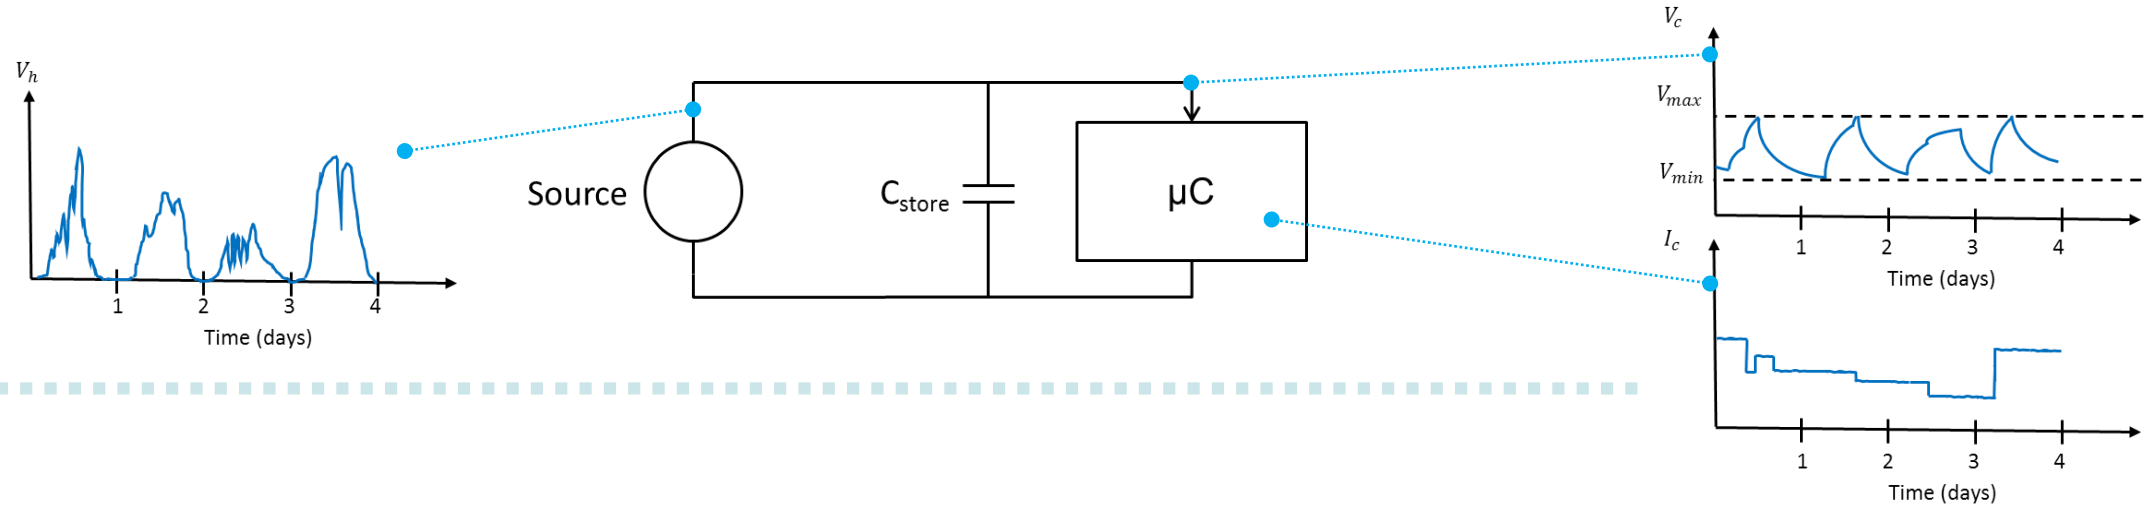 V_h
1 2 3 4
Time (days)
Source
C_store
μC
V_c
V_max
V_min
1 2 3 4
Time (days)
I_c
1 2 3 4
Time (days)